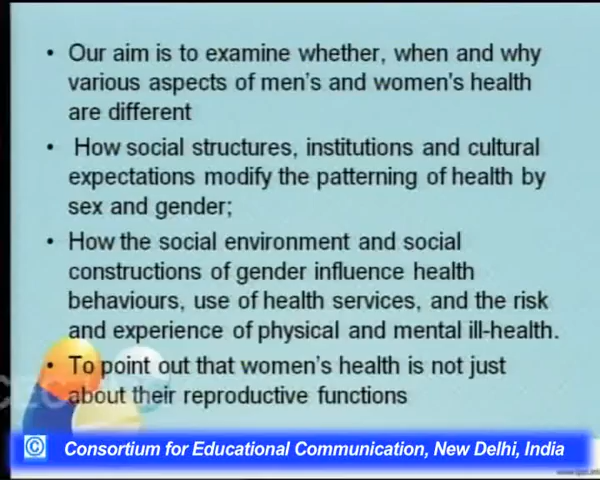 • Our aim is to examine whether, when and why
various aspects of men's and women's health
are different
• How social structures, institutions and cultural
expectations modify the patterning of health by
sex and gender;
• How the social environment and social
constructions of gender influence health
behaviours, use of health services, and the risk
and experience of physical and mental ill-health.
• To point out that women's health is not just
about their reproductive functions
© Consortium for Educational Communication, New Delhi, India